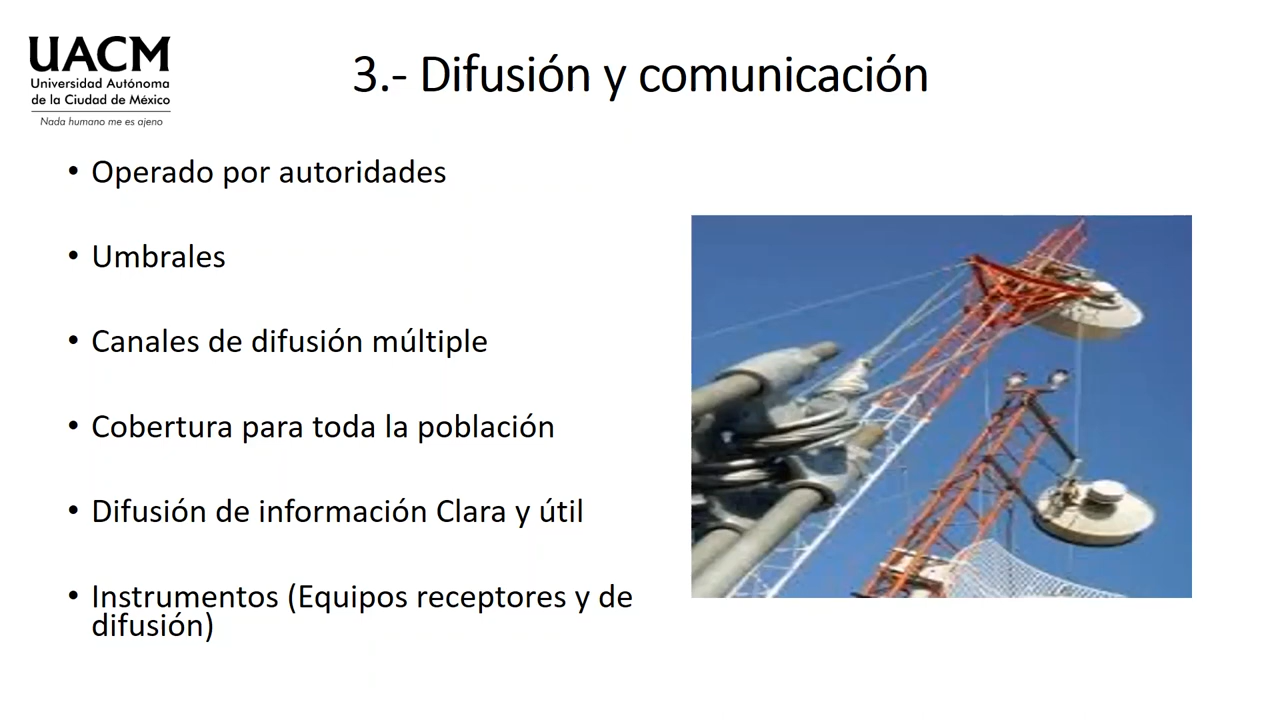 UACM
Universidad Autónoma
de la Ciudad de México
Nada humano me es ajeno
3.- Difusión y comunicación
• Operado por autoridades
• Umbrales
• Canales de difusión múltiple
• Cobertura para toda la población
• Difusión de información Clara y útil
• Instrumentos (Equipos receptores y de
difusión)